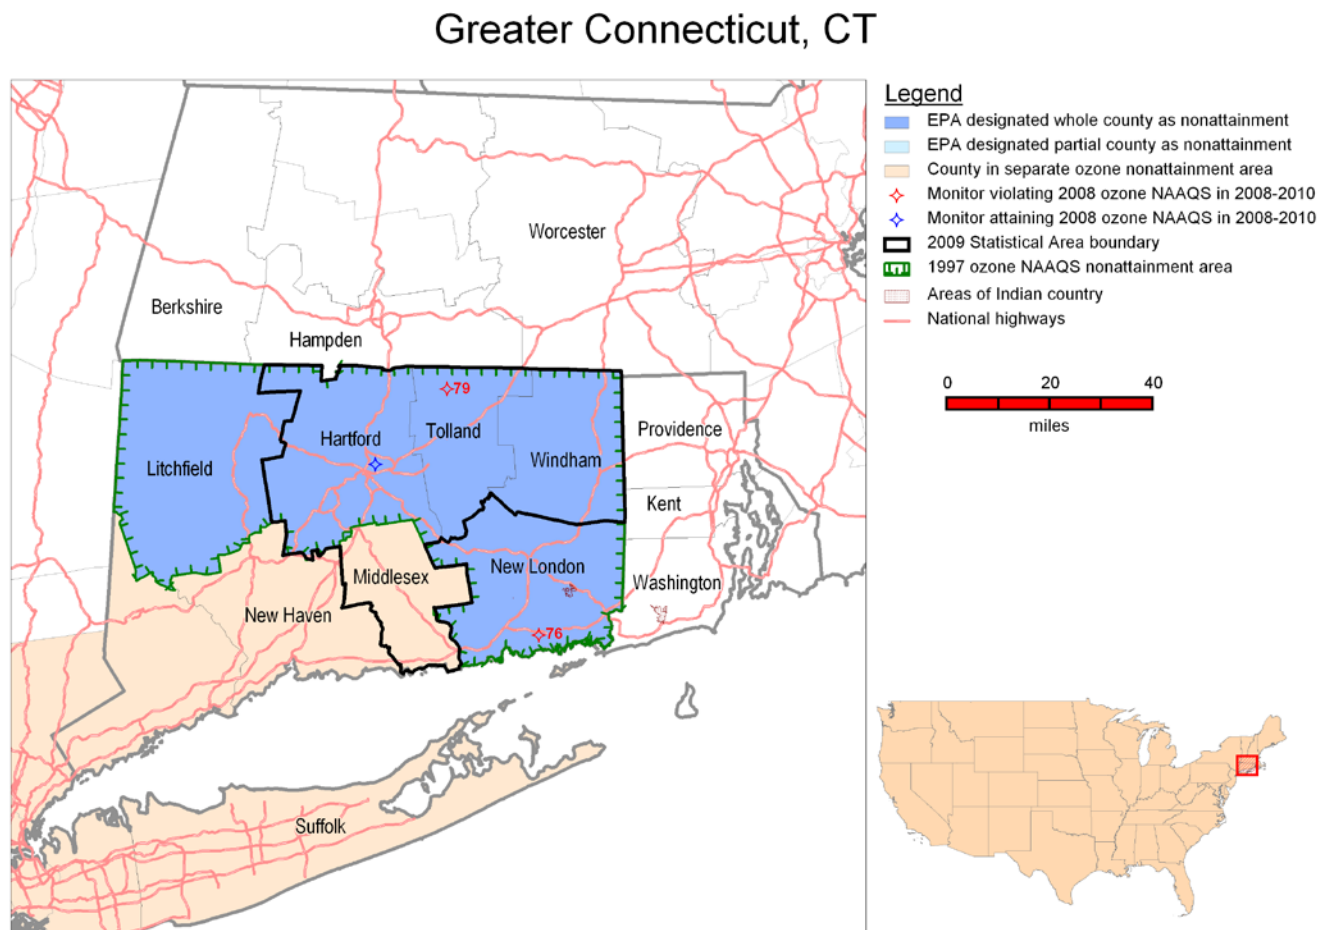 Greater Connecticut, CT
Legend
EPA designated whole county as nonattainment
EPA designated partial county as nonattainment
County in separate ozone nonattainment area
Monitor violating 2008 ozone NAAQS in 2008-2010
Monitor attaining 2008 ozone NAAQS in 2008-2010
2009 Statistical Area boundary
1997 ozone NAAQS nonattainment area
Areas of Indian country
National highways
0 20 40
miles
Worcester
Berkshire
Hampden
79
Hartford
Tolland
Providence
Litchfield
Windham
Kent
New London
Middlesex
Washington
New Haven
76
Suffolk